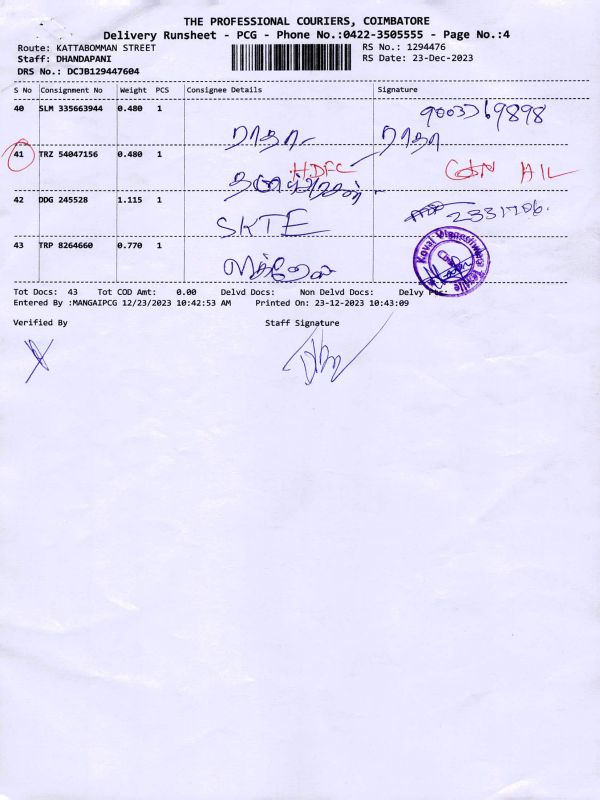 THE PROFESSIONAL COURIERS, COIMBATORE
Delivery Runsheet - PCG - Phone No.:0422-3505555 - Page No.:4
Route: KATTABOMMAN STREET
RS No.: 1294476
Staff: DHANDAPANI
RS Date: 23-Dec-2023
DRS No.: DCJB129447604
S No Consignment No Weight PCS Consignee Details Signature
40 SLM 335663944 0.480 1
9003769898
ராதா ராதா
41 TRZ 54047156 0.480 1
HDFC
42 DDG 245528 1.115 1
SKTE
43 TRP 8264660 0.770 1
Tot Docs: 43 Tot COD Amt: 0.00 Delvd Docs: Non Delvd Docs: Delvy Per:
Entered By :MANGAIPCG 12/23/2023 10:42:53 AM Printed On: 23-12-2023 10:43:09
Verified By Staff Signature